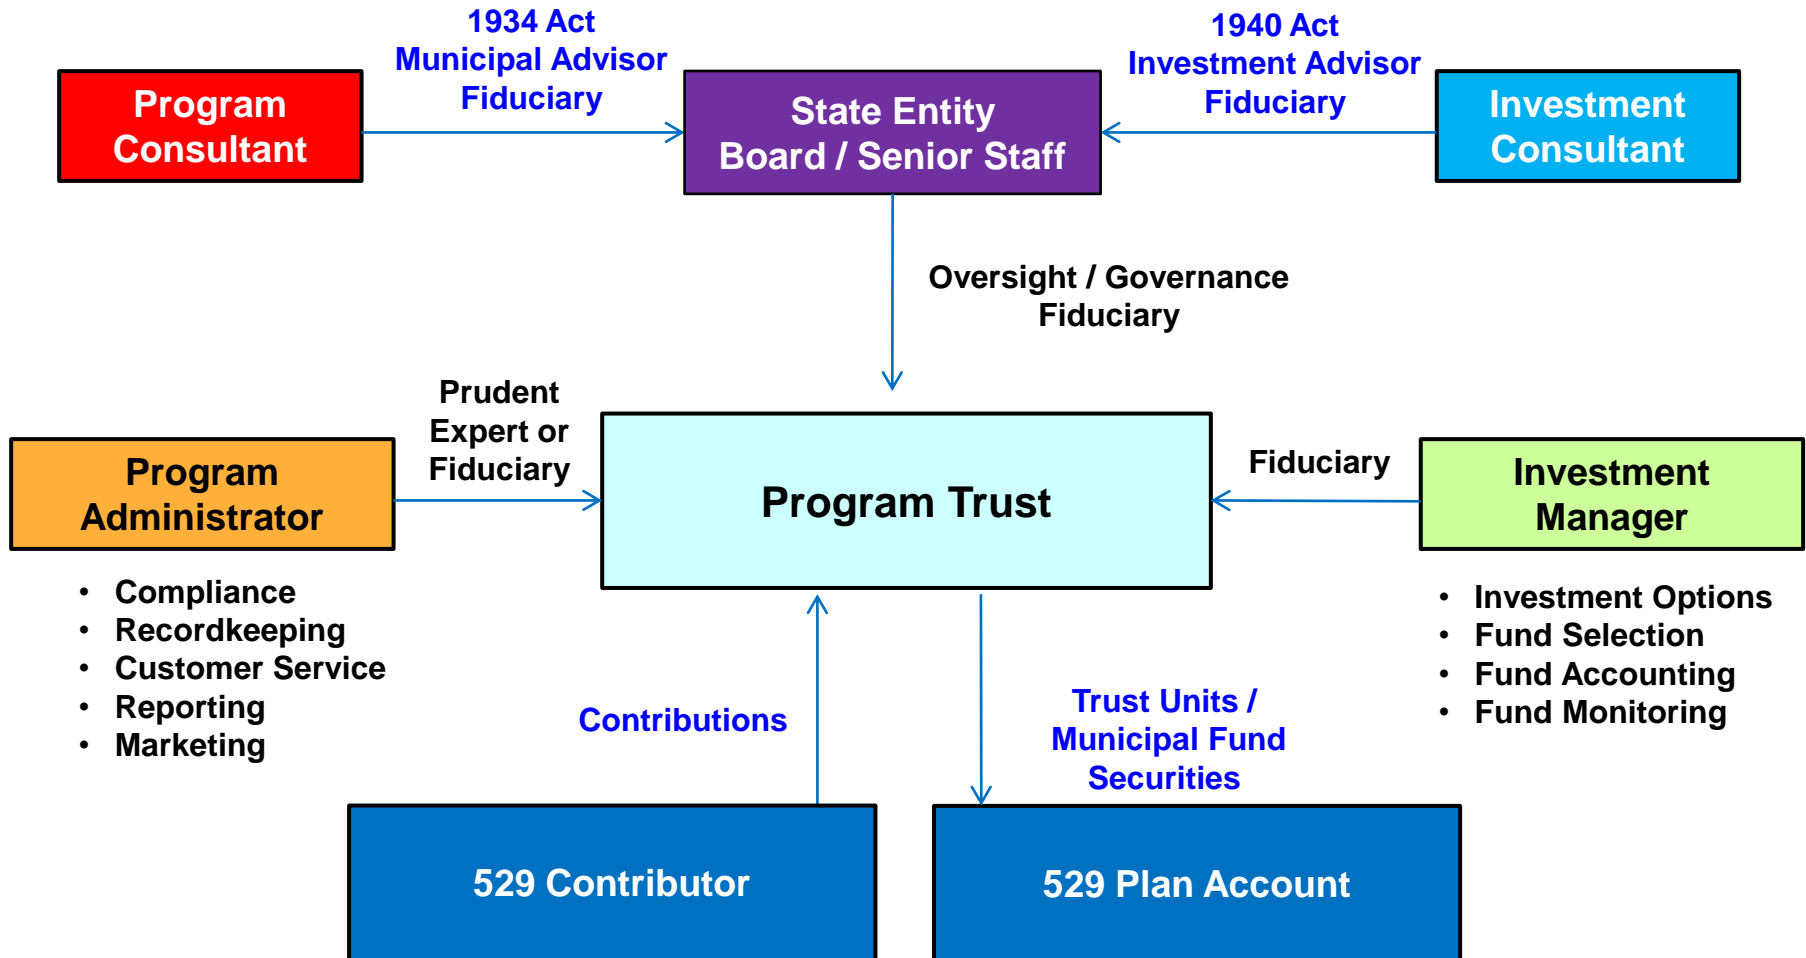 1934 Act
Municipal Advisor
Fiduciary
1940 Act
Investment Advisor
Fiduciary
Program
Consultant
State Entity
Board / Senior Staff
Investment
Consultant
Oversight / Governance
Fiduciary
Prudent
Expert or
Fiduciary
Program
Administrator
Program Trust
Fiduciary
Investment
Manager
• Compliance
• Recordkeeping
• Customer Service
• Reporting
• Marketing
• Investment Options
• Fund Selection
• Fund Accounting
• Fund Monitoring
Contributions
Trust Units /
Municipal Fund
Securities
529 Contributor
529 Plan Account